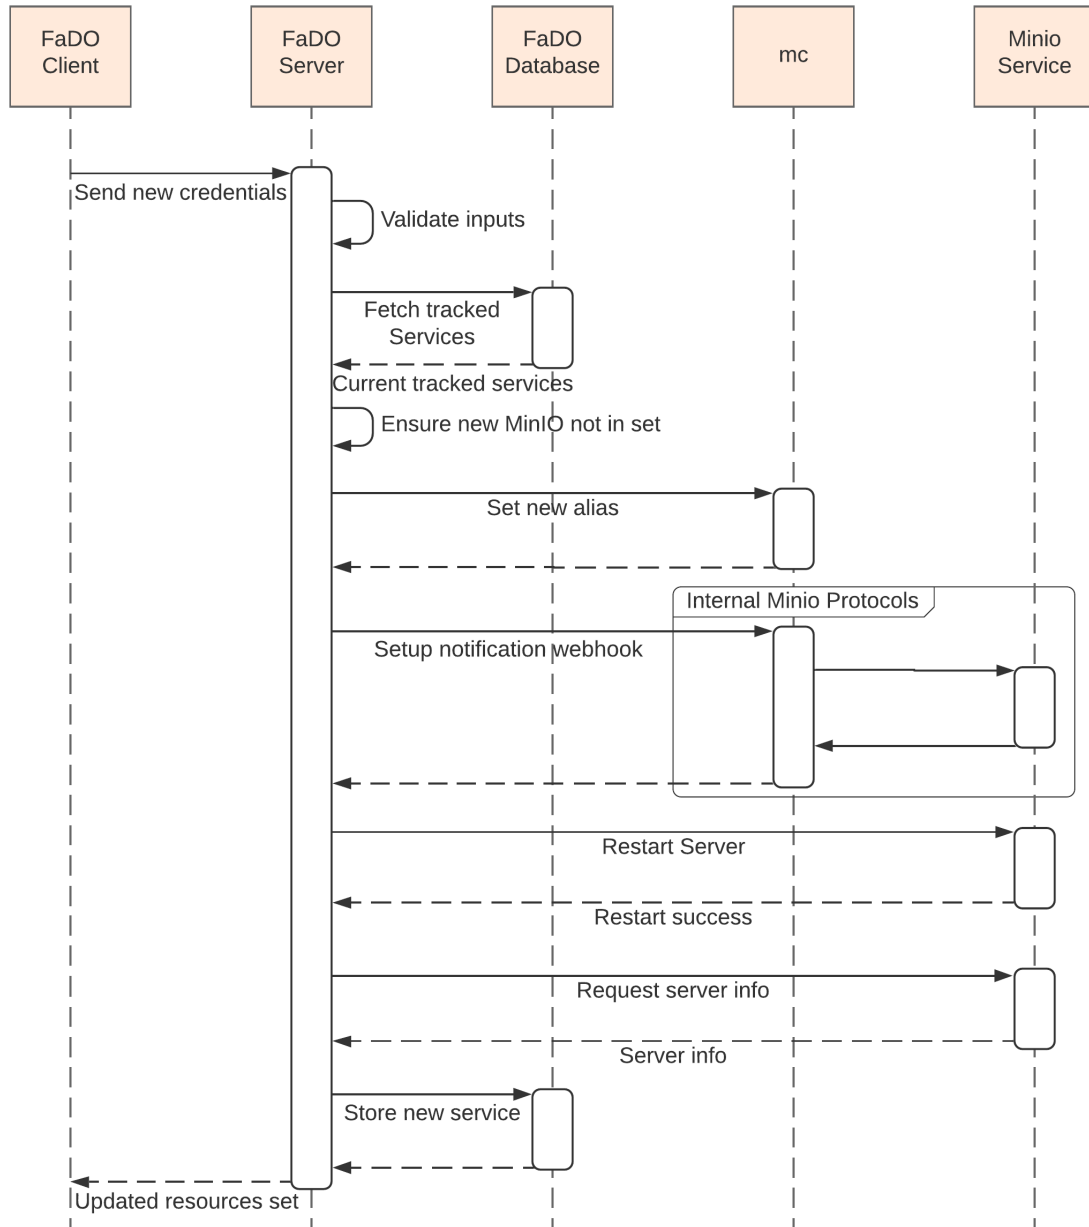 FaDO
Client
FaDO
Server
FaDO
Database
mc
Minio
Service
Send new credentials
Validate inputs
Fetch tracked
Services
Current tracked services
Ensure new MinIO not in set
Set new alias
Internal Minio Protocols
Setup notification webhook
Restart Server
Restart success
Request server info
Server info
Store new service
Updated resources set